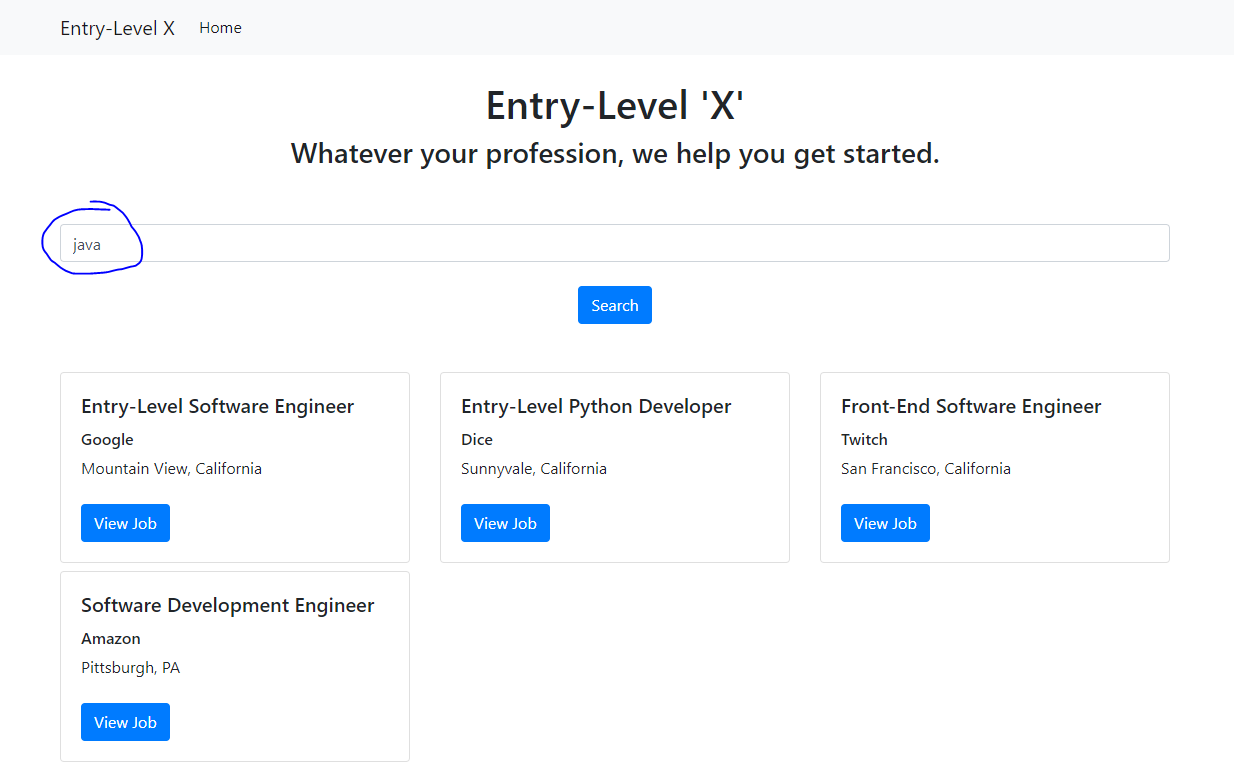 Entry-Level X Home
Entry-Level 'X'
Whatever your profession, we help you get started.
java
Search
Entry-Level Software Engineer
Google
Mountain View, California
View Job
Entry-Level Python Developer
Dice
Sunnyvale, California
View Job
Front-End Software Engineer
Twitch
San Francisco, California
View Job
Software Development Engineer
Amazon
Pittsburgh, PA
View Job